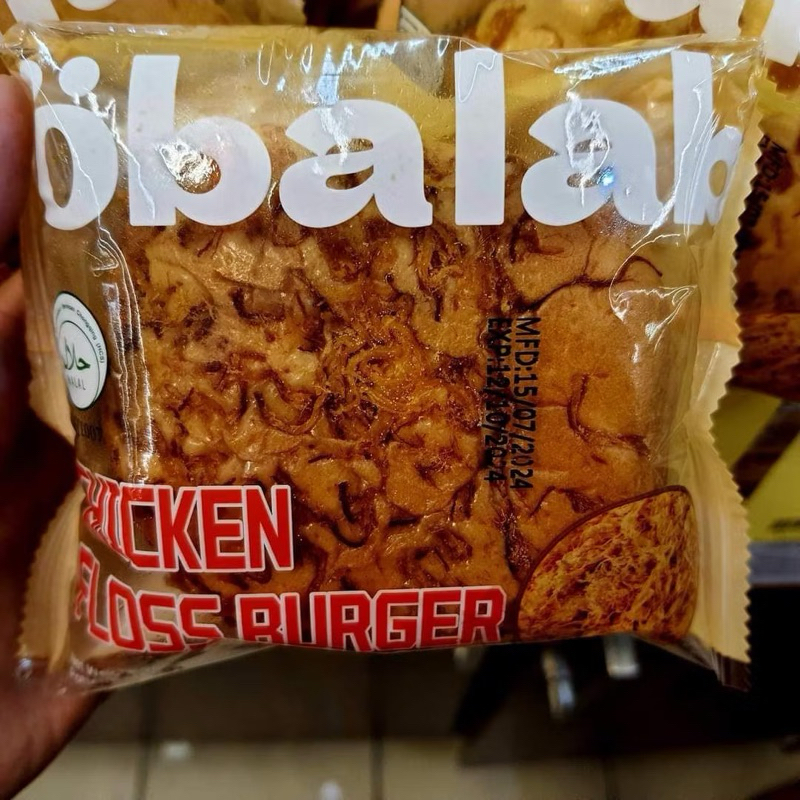 öbalab
حلال
HALAL
MFD:15/07/2024
EXP:12/10/2024
CHICKEN
FLOSS BURGER